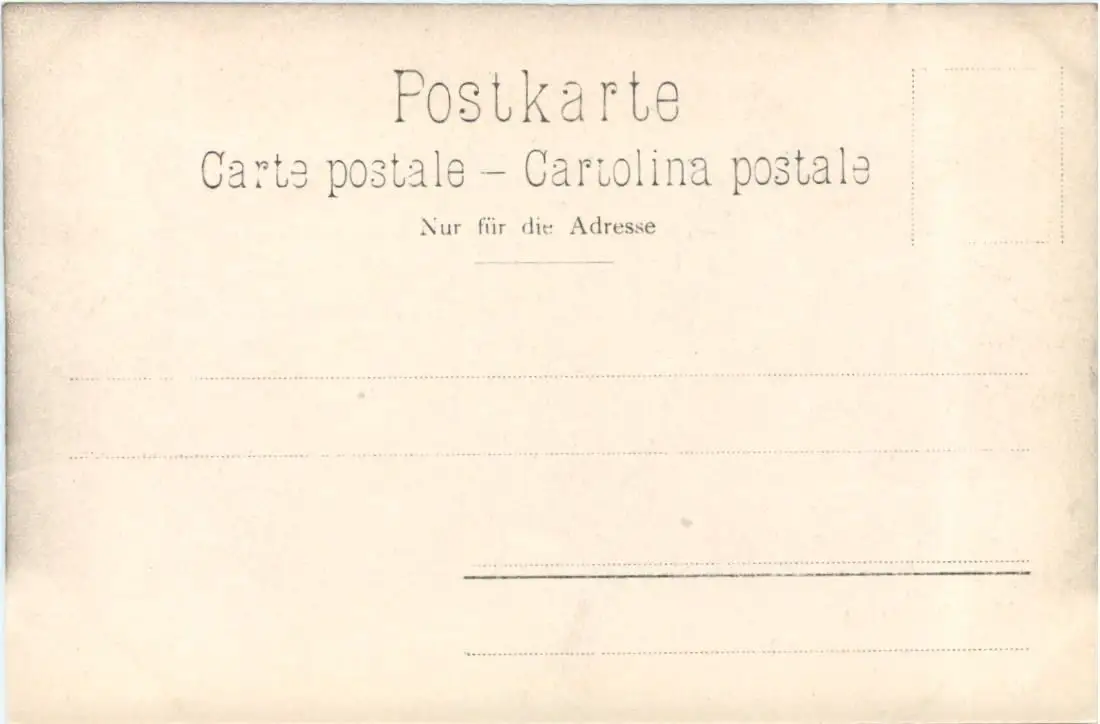 Postkarte
Carte postale – Cartolina postale
Nur für die Adresse